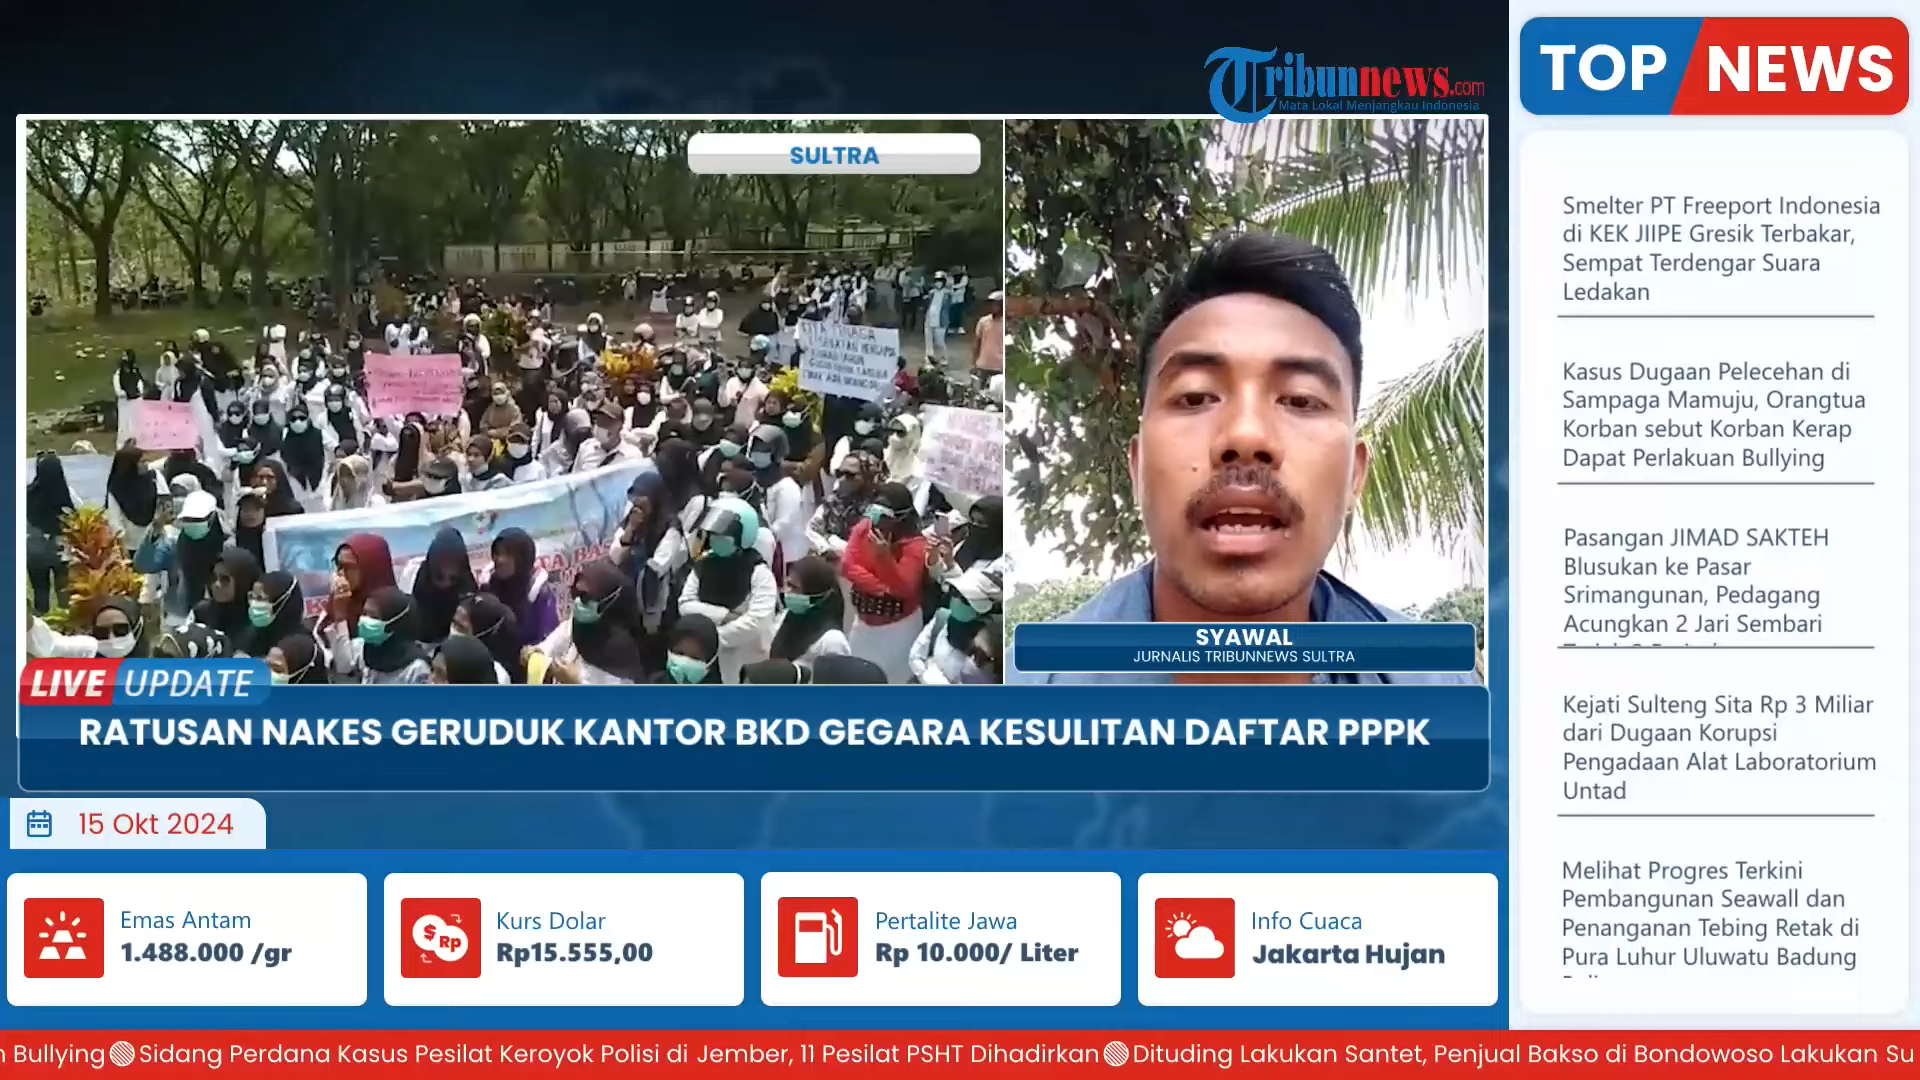 Tribunnews.com
Mata Lokal Menjangkau Indonesia
SULTRA
SYAWAL
JURNALIS TRIBUNNEWS SULTRA
LIVE UPDATE
RATUSAN NAKES GERUDUK KANTOR BKD GEGARA KESULITAN DAFTAR PPPK
15 Okt 2024
Emas Antam
1.488.000 /gr
Kurs Dolar
Rp15.555,00
Pertalite Jawa
Rp 10.000/ Liter
Info Cuaca
Jakarta Hujan
TOP NEWS
Smelter PT Freeport Indonesia
di KEK JIIPE Gresik Terbakar,
Sempat Terdengar Suara
Ledakan
Kasus Dugaan Pelecehan di
Sampaga Mamuju, Orangtua
Korban sebut Korban Kerap
Dapat Perlakuan Bullying
Pasangan JIMAD SAKTEH
Blusukan ke Pasar
Srimangunan, Pedagang
Acungkan 2 Jari Sembari
Kejati Sulteng Sita Rp 3 Miliar
dari Dugaan Korupsi
Pengadaan Alat Laboratorium
Untad
Melihat Progres Terkini
Pembangunan Seawall dan
Penanganan Tebing Retak di
Pura Luhur Uluwatu Badung
Bullying Sidang Perdana Kasus Pesilat Keroyok Polisi di Jember, 11 Pesilat PSHT Dihadirkan Dituding Lakukan Santet, Penjual Bakso di Bondowoso Lakukan Su